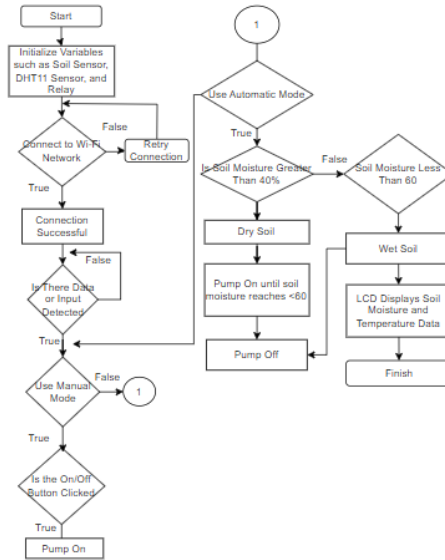 Start
Initialize Variables
such as Soil Sensor,
DHT11 Sensor, and
Relay
Connect to Wi-Fi
Network
False
Retry
Connection
True
Connection
Successful
False
Is There Data
or Input
Detected
True
Use Manual
Mode
False
1
True
Is the On/Off
Button Clicked
True
Pump On
1
Use Automatic Mode
True
Is Soil Moisture Greater
Than 40%
False
Soil Moisture Less
Than 60
Dry Soil
Wet Soil
Pump On until soil
moisture reaches <60
LCD Displays Soil
Moisture and
Temperature Data
Pump Off
Finish